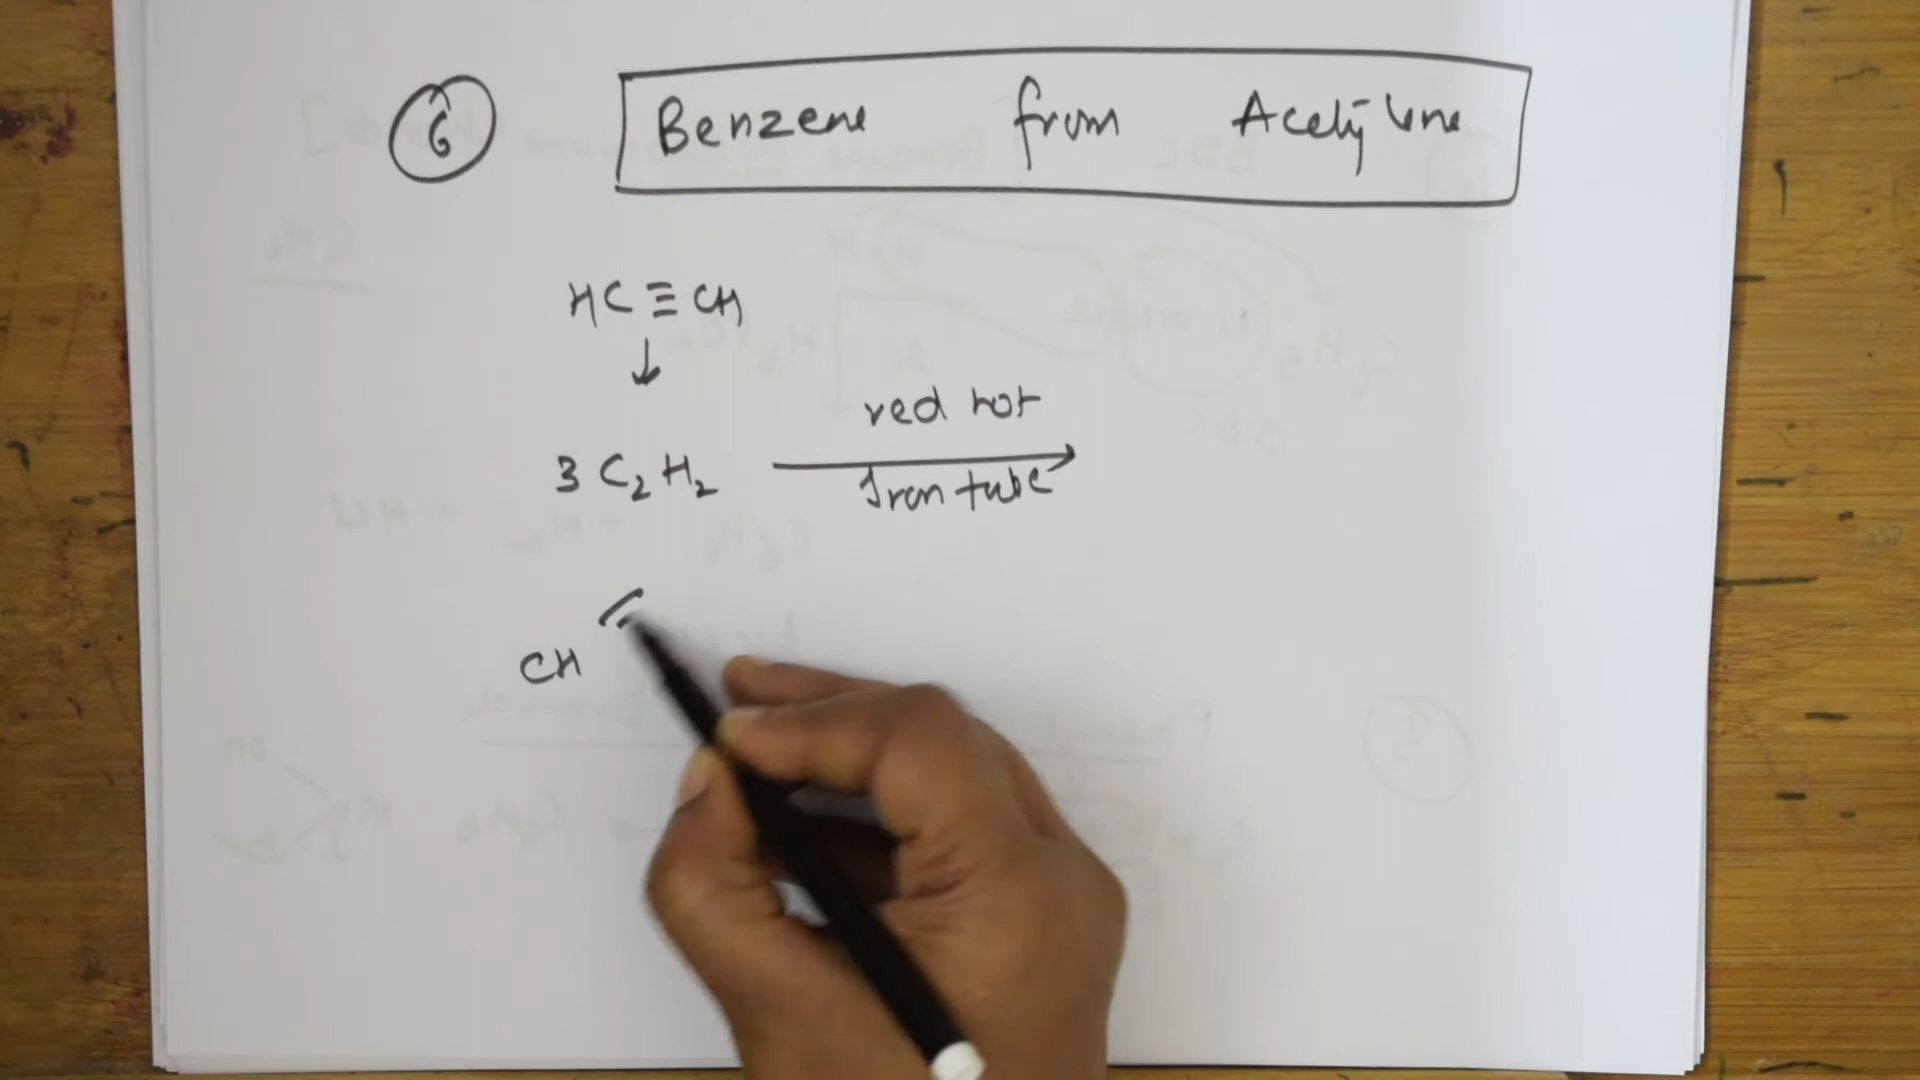 6 Benzene from Acetylene
HC≡CH
↓
red hot
3 C₂H₂ →
Iron tube
CH